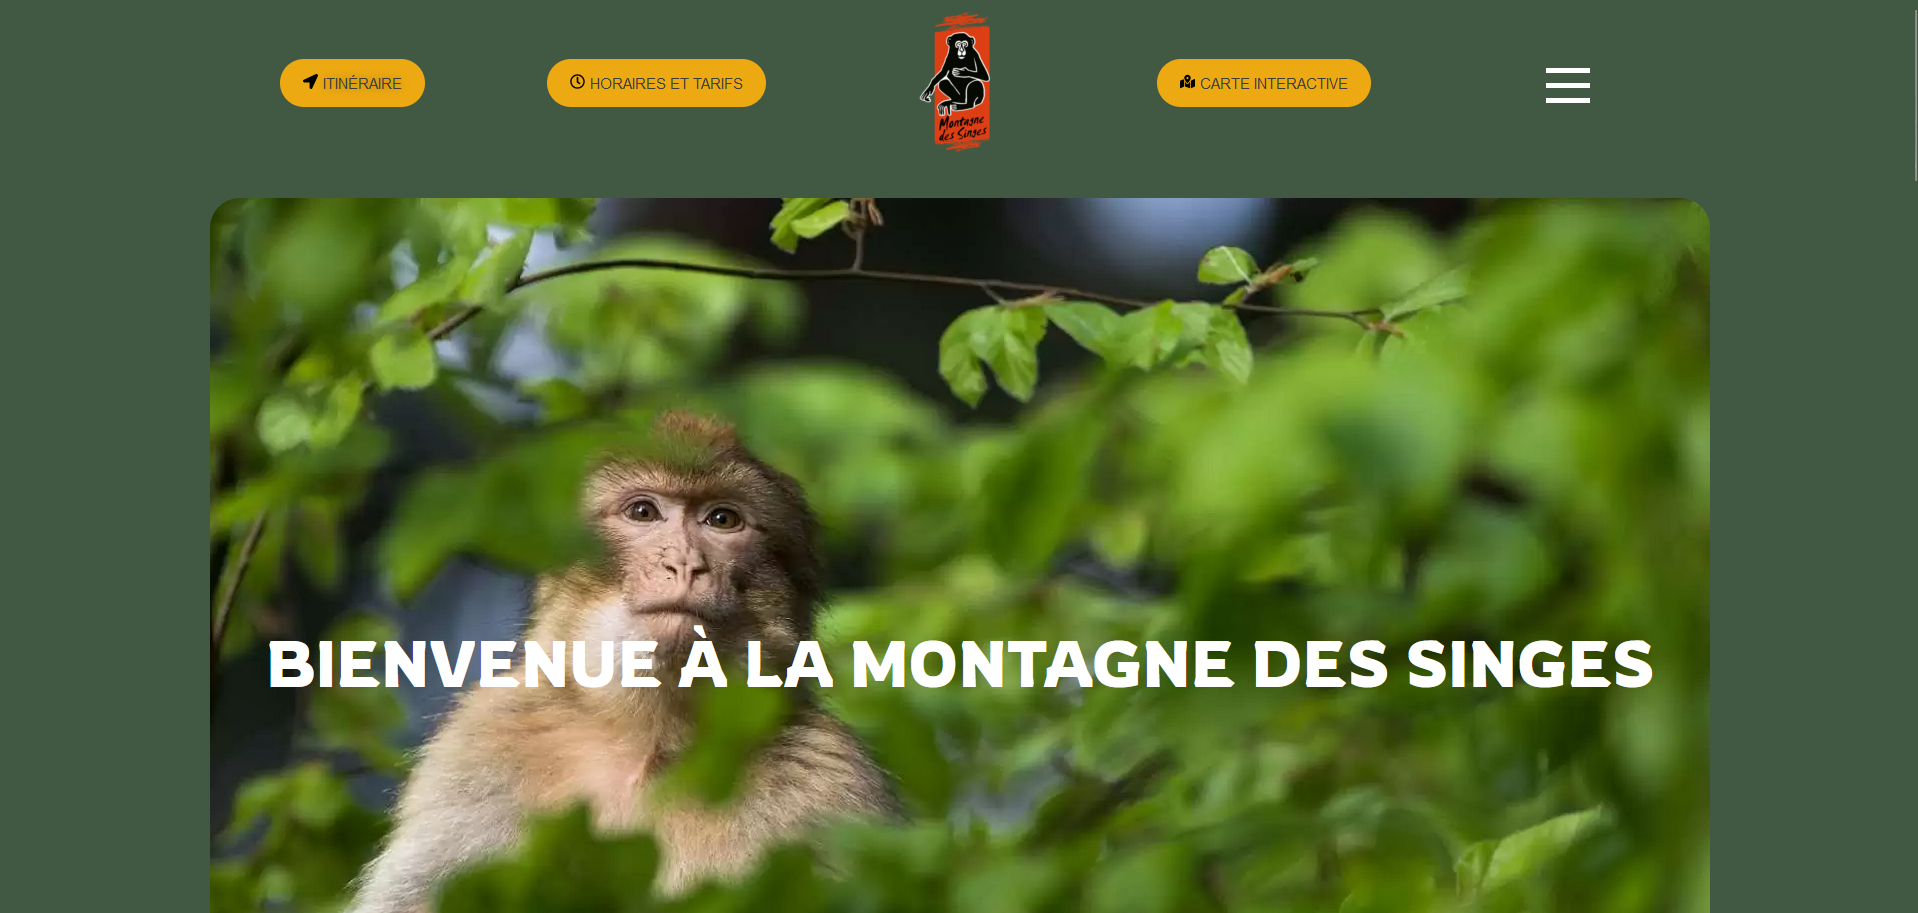 ITINÉRAIRE
HORAIRES ET TARIFS
Montagne
des Singes
CARTE INTERACTIVE
BIENVENUE À LA MONTAGNE DES SINGES